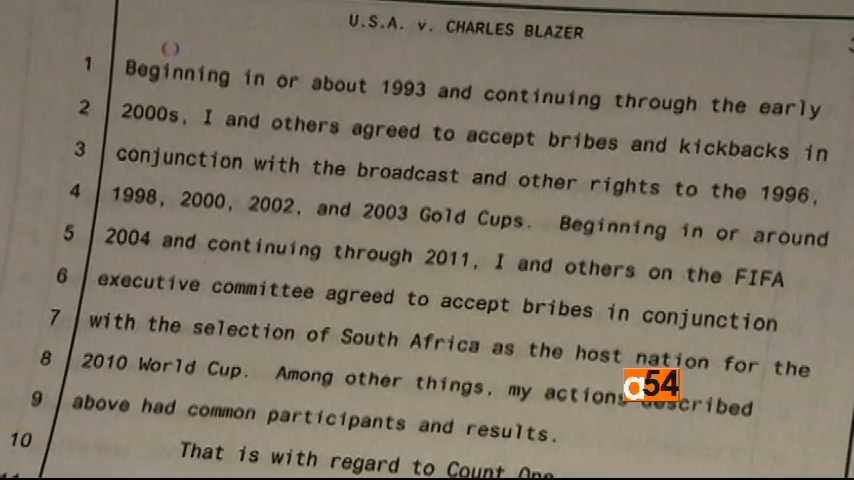 U.S.A. v. CHARLES BLAZER
1 Beginning in or about 1993 and continuing through the early
2 2000s, I and others agreed to accept bribes and kickbacks in
3 conjunction with the broadcast and other rights to the 1996,
4 1998, 2000, 2002, and 2003 Gold Cups. Beginning in or around
5 2004 and continuing through 2011, I and others on the FIFA
6 executive committee agreed to accept bribes in conjunction
7 with the selection of South Africa as the host nation for the
8 2010 World Cup. Among other things, my actions described
a54
9 above had common participants and results.
10 That is with regard to Count One